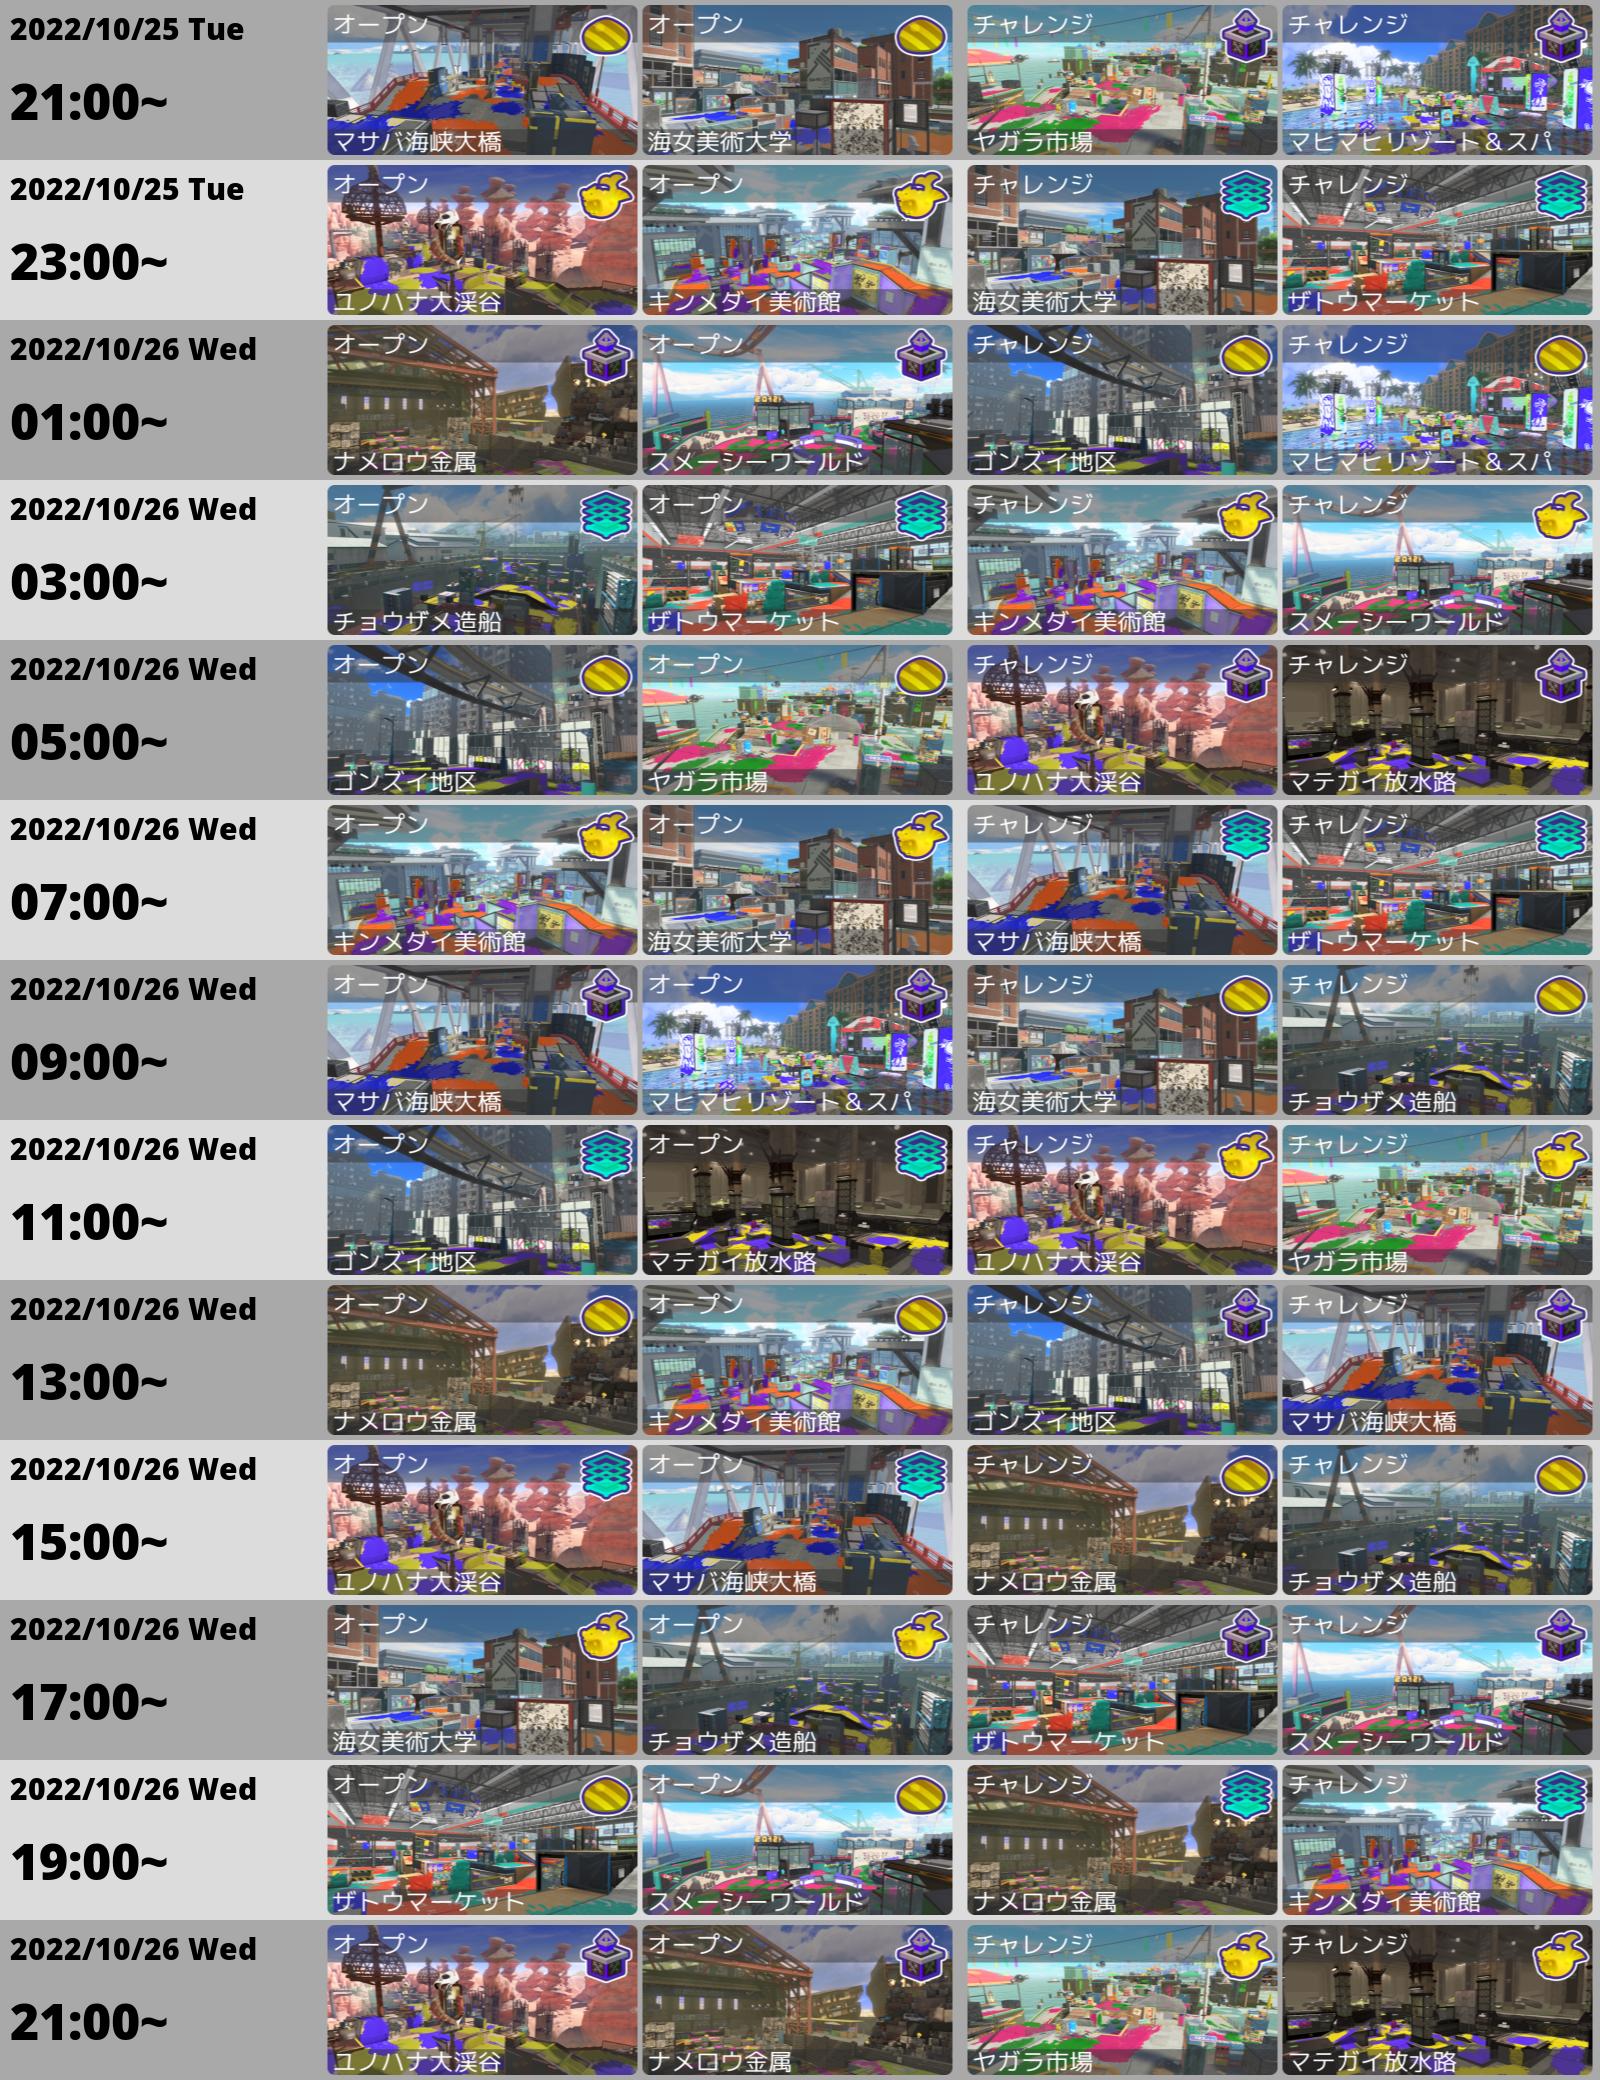 2022/10/25 Tue
21:00~
オープン
マサバ海峡大橋
オープン
海女美術大学
チャレンジ
ヤガラ市場
チャレンジ
マヒマヒリゾート＆スパ
2022/10/25 Tue
23:00~
オープン
ユノハナ大渓谷
オープン
キンメダイ美術館
チャレンジ
海女美術大学
チャレンジ
ザトウマーケット
2022/10/26 Wed
01:00~
オープン
ナメロウ金属
オープン
スメーシーワールド
チャレンジ
ゴンズイ地区
チャレンジ
マヒマヒリゾート＆スパ
2022/10/26 Wed
03:00~
オープン
チョウザメ造船
オープン
ザトウマーケット
チャレンジ
キンメダイ美術館
チャレンジ
スメーシーワールド
2022/10/26 Wed
05:00~
オープン
ゴンズイ地区
オープン
ヤガラ市場
チャレンジ
ユノハナ大渓谷
チャレンジ
マテガイ放水路
2022/10/26 Wed
07:00~
オープン
キンメダイ美術館
オープン
海女美術大学
チャレンジ
マサバ海峡大橋
チャレンジ
ザトウマーケット
2022/10/26 Wed
09:00~
オープン
マサバ海峡大橋
オープン
マヒマヒリゾート＆スパ
チャレンジ
海女美術大学
チャレンジ
チョウザメ造船
2022/10/26 Wed
11:00~
オープン
ゴンズイ地区
オープン
マテガイ放水路
チャレンジ
ユノハナ大渓谷
チャレンジ
ヤガラ市場
2022/10/26 Wed
13:00~
オープン
ナメロウ金属
オープン
キンメダイ美術館
チャレンジ
ゴンズイ地区
チャレンジ
マサバ海峡大橋
2022/10/26 Wed
15:00~
オープン
ユノハナ大渓谷
オープン
マサバ海峡大橋
チャレンジ
ナメロウ金属
チャレンジ
チョウザメ造船
2022/10/26 Wed
17:00~
オープン
海女美術大学
オープン
チョウザメ造船
チャレンジ
ザトウマーケット
チャレンジ
スメーシーワールド
2022/10/26 Wed
19:00~
オープン
ザトウマーケット
オープン
スメーシーワールド
チャレンジ
ナメロウ金属
チャレンジ
キンメダイ美術館
2022/10/26 Wed
21:00~
オープン
ユノハナ大渓谷
オープン
ナメロウ金属
チャレンジ
ヤガラ市場
チャレンジ
マテガイ放水路